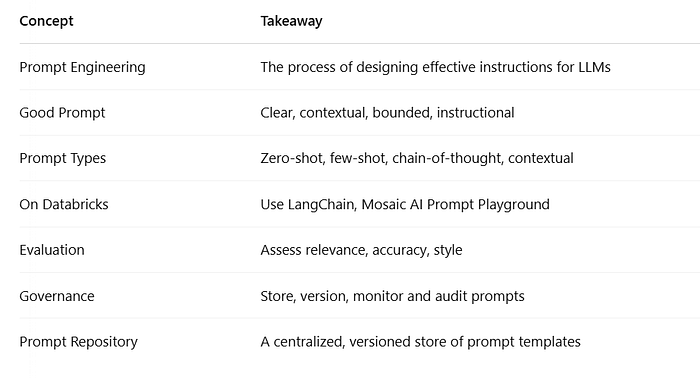 Concept Takeaway
Prompt Engineering The process of designing effective instructions for LLMs
Good Prompt Clear, contextual, bounded, instructional
Prompt Types Zero-shot, few-shot, chain-of-thought, contextual
On Databricks Use LangChain, Mosaic AI Prompt Playground
Evaluation Assess relevance, accuracy, style
Governance Store, version, monitor and audit prompts
Prompt Repository A centralized, versioned store of prompt templates